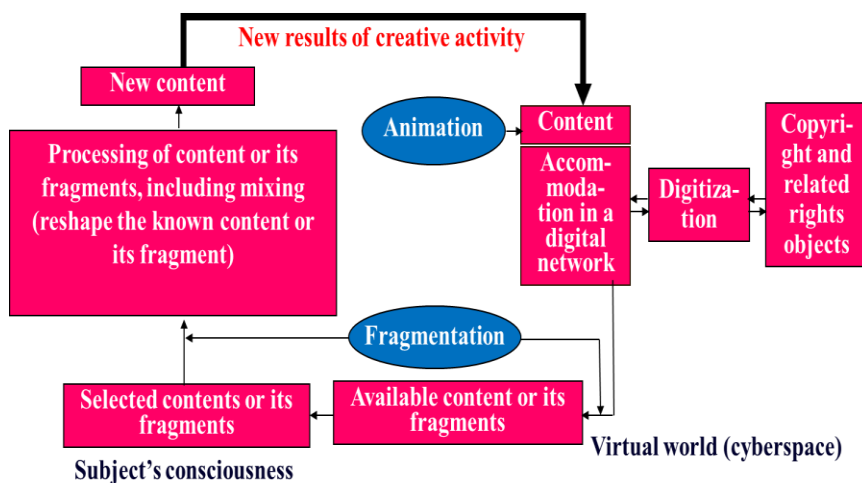 New results of creative activity
New content
Animation
Content
Copyri-
ght and
related
rights
objects
Processing of content or its
fragments, including mixing
(reshape the known content or
its fragment)
Accom-
moda-
tion in a
digital
network
Digitiza-
tion
Fragmentation
Selected contents or its
fragments
Available content or its
fragments
Virtual world (cyberspace)
Subject's consciousness